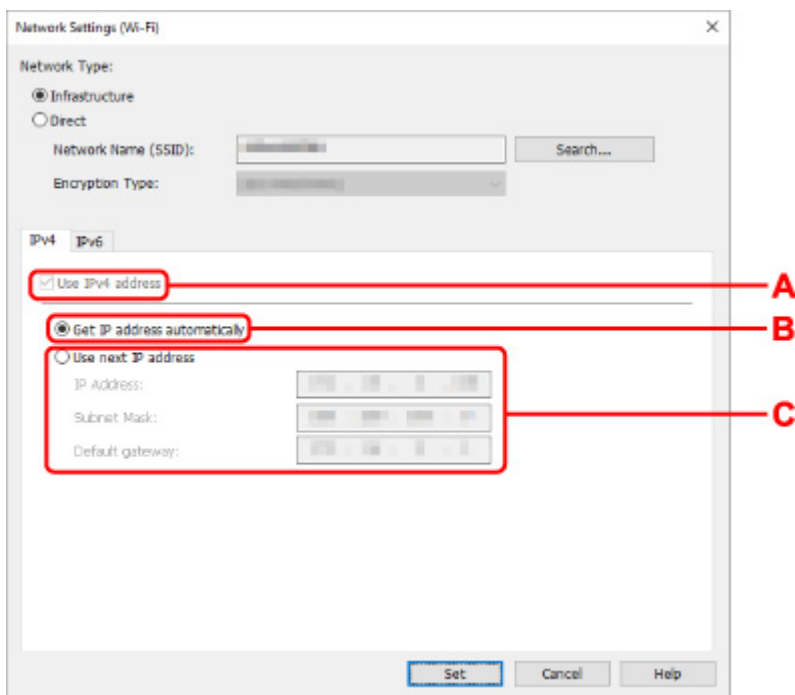 Network Settings (Wi-Fi)
Network Type:
Infrastructure
Direct
Network Name (SSID):
Search...
Encryption Type:
IPv4 IPv6
Use IPv4 address
A
Get IP address automatically
B
Use next IP address
IP Address:
Subnet Mask:
C
Default gateway:
Set Cancel Help